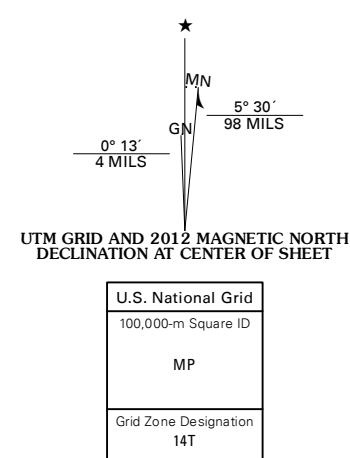 ★
MN
5° 30´
98 MILS
GN
0° 13´
4 MILS
UTM GRID AND 2012 MAGNETIC NORTH
DECLINATION AT CENTER OF SHEET
U.S. National Grid
100,000-m Square ID
MP
Grid Zone Designation
14T